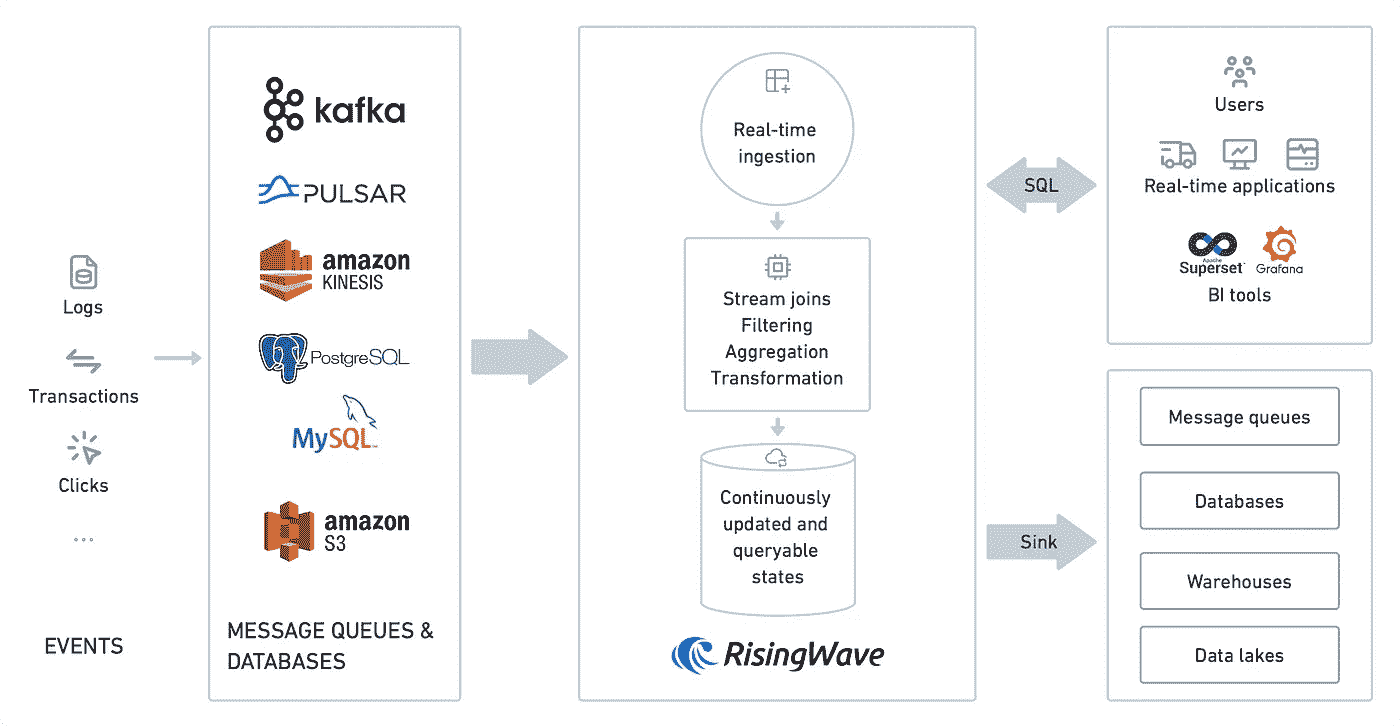 Logs
Transactions
Clicks
...
EVENTS
kafka
PULSAR
amazon
KINESIS
PostgreSQL
MySQL
amazon
S3
MESSAGE QUEUES &
DATABASES
Real-time
ingestion
Stream joins
Filtering
Aggregation
Transformation
Continuously
updated and
queryable
states
RisingWave
SQL
Sink
Users
Real-time applications
Apache
Superset
Grafana
BI tools
Message queues
Databases
Warehouses
Data lakes